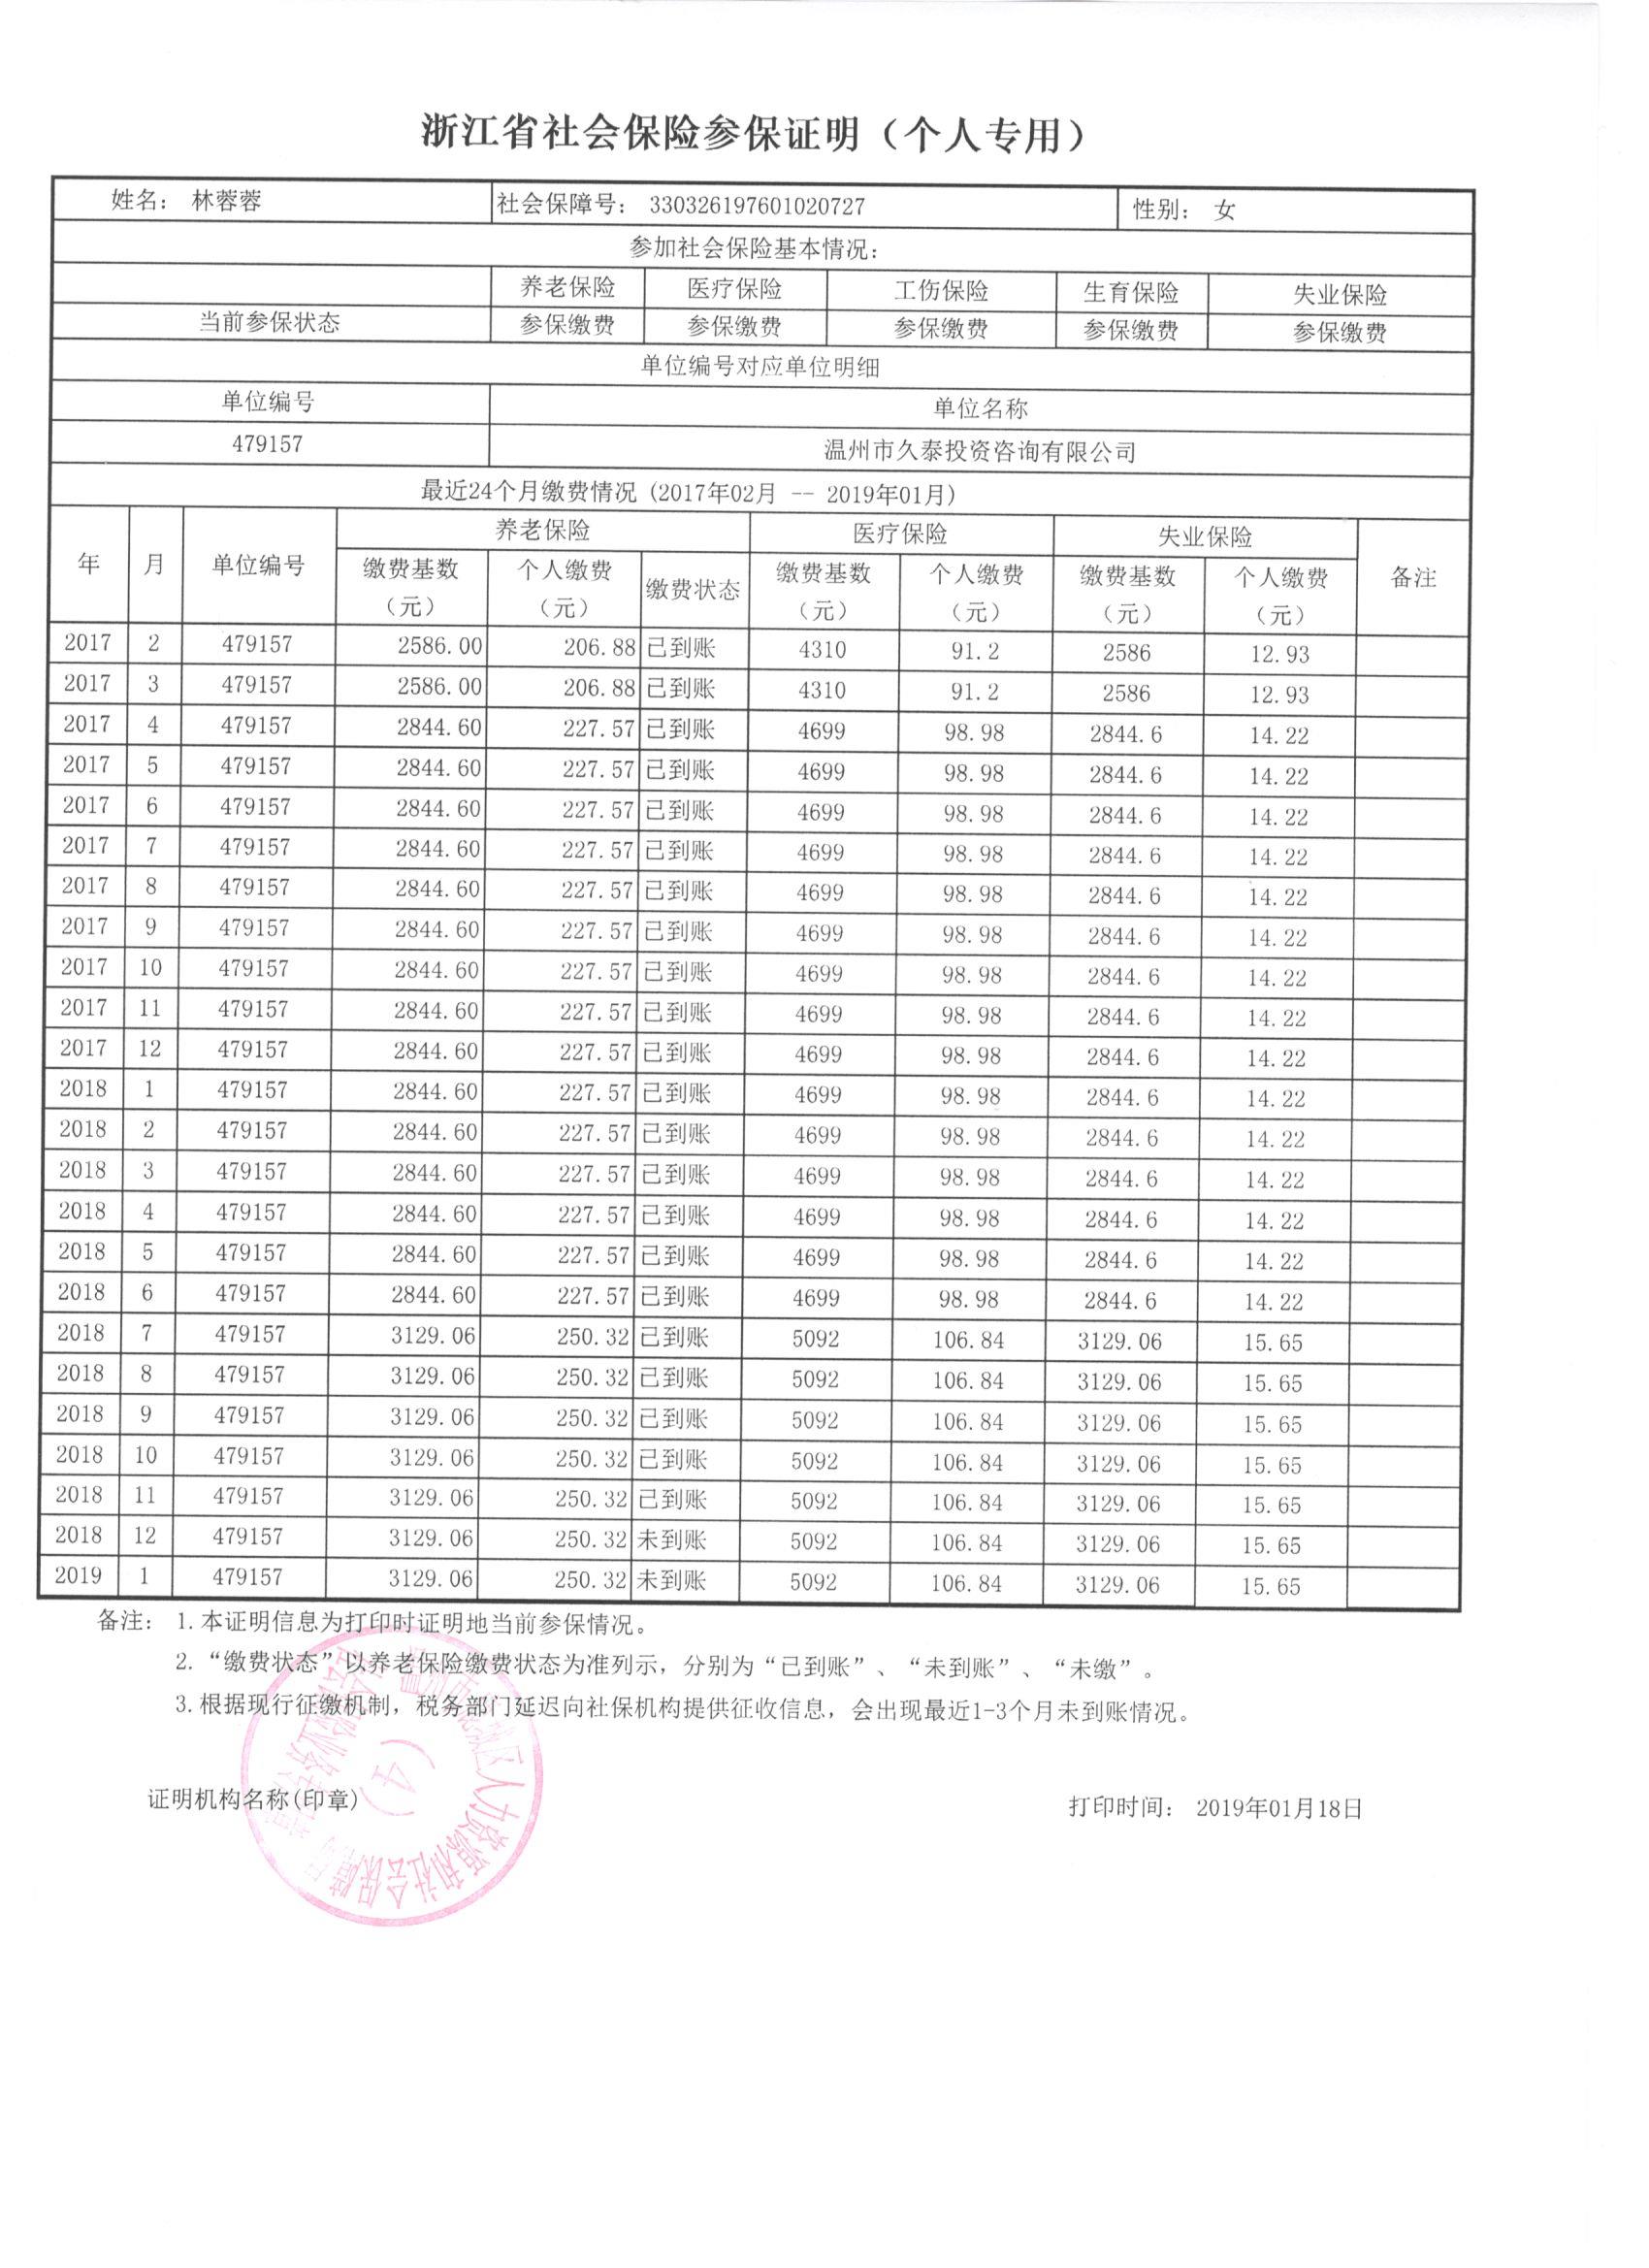 浙江省社会保险参保证明（个人专用）
姓名： 林蓉蓉 社会保障号： 330326197601020727 性别： 女
参加社会保险基本情况：
养老保险 医疗保险 工伤保险 生育保险 失业保险
当前参保状态 参保缴费 参保缴费 参保缴费 参保缴费 参保缴费
单位编号对应单位明细
单位编号 单位名称
479157 温州市久泰投资咨询有限公司
最近24个月缴费情况 (2017年02月 -- 2019年01月)
年 月 单位编号 养老保险 医疗保险 失业保险 备注
缴费基数（元） 个人缴费（元） 缴费状态 缴费基数（元） 个人缴费（元） 缴费基数（元） 个人缴费（元）
2017 2 479157 2586.00 206.88 已到账 4310 91.2 2586 12.93
2017 3 479157 2586.00 206.88 已到账 4310 91.2 2586 12.93
2017 4 479157 2844.60 227.57 已到账 4699 98.98 2844.6 14.22
2017 5 479157 2844.60 227.57 已到账 4699 98.98 2844.6 14.22
2017 6 479157 2844.60 227.57 已到账 4699 98.98 2844.6 14.22
2017 7 479157 2844.60 227.57 已到账 4699 98.98 2844.6 14.22
2017 8 479157 2844.60 227.57 已到账 4699 98.98 2844.6 14.22
2017 9 479157 2844.60 227.57 已到账 4699 98.98 2844.6 14.22
2017 10 479157 2844.60 227.57 已到账 4699 98.98 2844.6 14.22
2017 11 479157 2844.60 227.57 已到账 4699 98.98 2844.6 14.22
2017 12 479157 2844.60 227.57 已到账 4699 98.98 2844.6 14.22
2018 1 479157 2844.60 227.57 已到账 4699 98.98 2844.6 14.22
2018 2 479157 2844.60 227.57 已到账 4699 98.98 2844.6 14.22
2018 3 479157 2844.60 227.57 已到账 4699 98.98 2844.6 14.22
2018 4 479157 2844.60 227.57 已到账 4699 98.98 2844.6 14.22
2018 5 479157 2844.60 227.57 已到账 4699 98.98 2844.6 14.22
2018 6 479157 2844.60 227.57 已到账 4699 98.98 2844.6 14.22
2018 7 479157 3129.06 250.32 已到账 5092 106.84 3129.06 15.65
2018 8 479157 3129.06 250.32 已到账 5092 106.84 3129.06 15.65
2018 9 479157 3129.06 250.32 已到账 5092 106.84 3129.06 15.65
2018 10 479157 3129.06 250.32 已到账 5092 106.84 3129.06 15.65
2018 11 479157 3129.06 250.32 已到账 5092 106.84 3129.06 15.65
2018 12 479157 3129.06 250.32 未到账 5092 106.84 3129.06 15.65
2019 1 479157 3129.06 250.32 未到账 5092 106.84 3129.06 15.65
备注： 1.本证明信息为打印时证明地当前参保情况。
2.“缴费状态”以养老保险缴费状态为准列示，分别为“已到账”、“未到账”、“未缴”。
3.根据现行征缴机制，税务部门延迟向社保机构提供征收信息，会出现最近1-3个月未到账情况。
证明机构名称(印章) 打印时间： 2019年01月18日
区人力资源和社会保障局
（4）